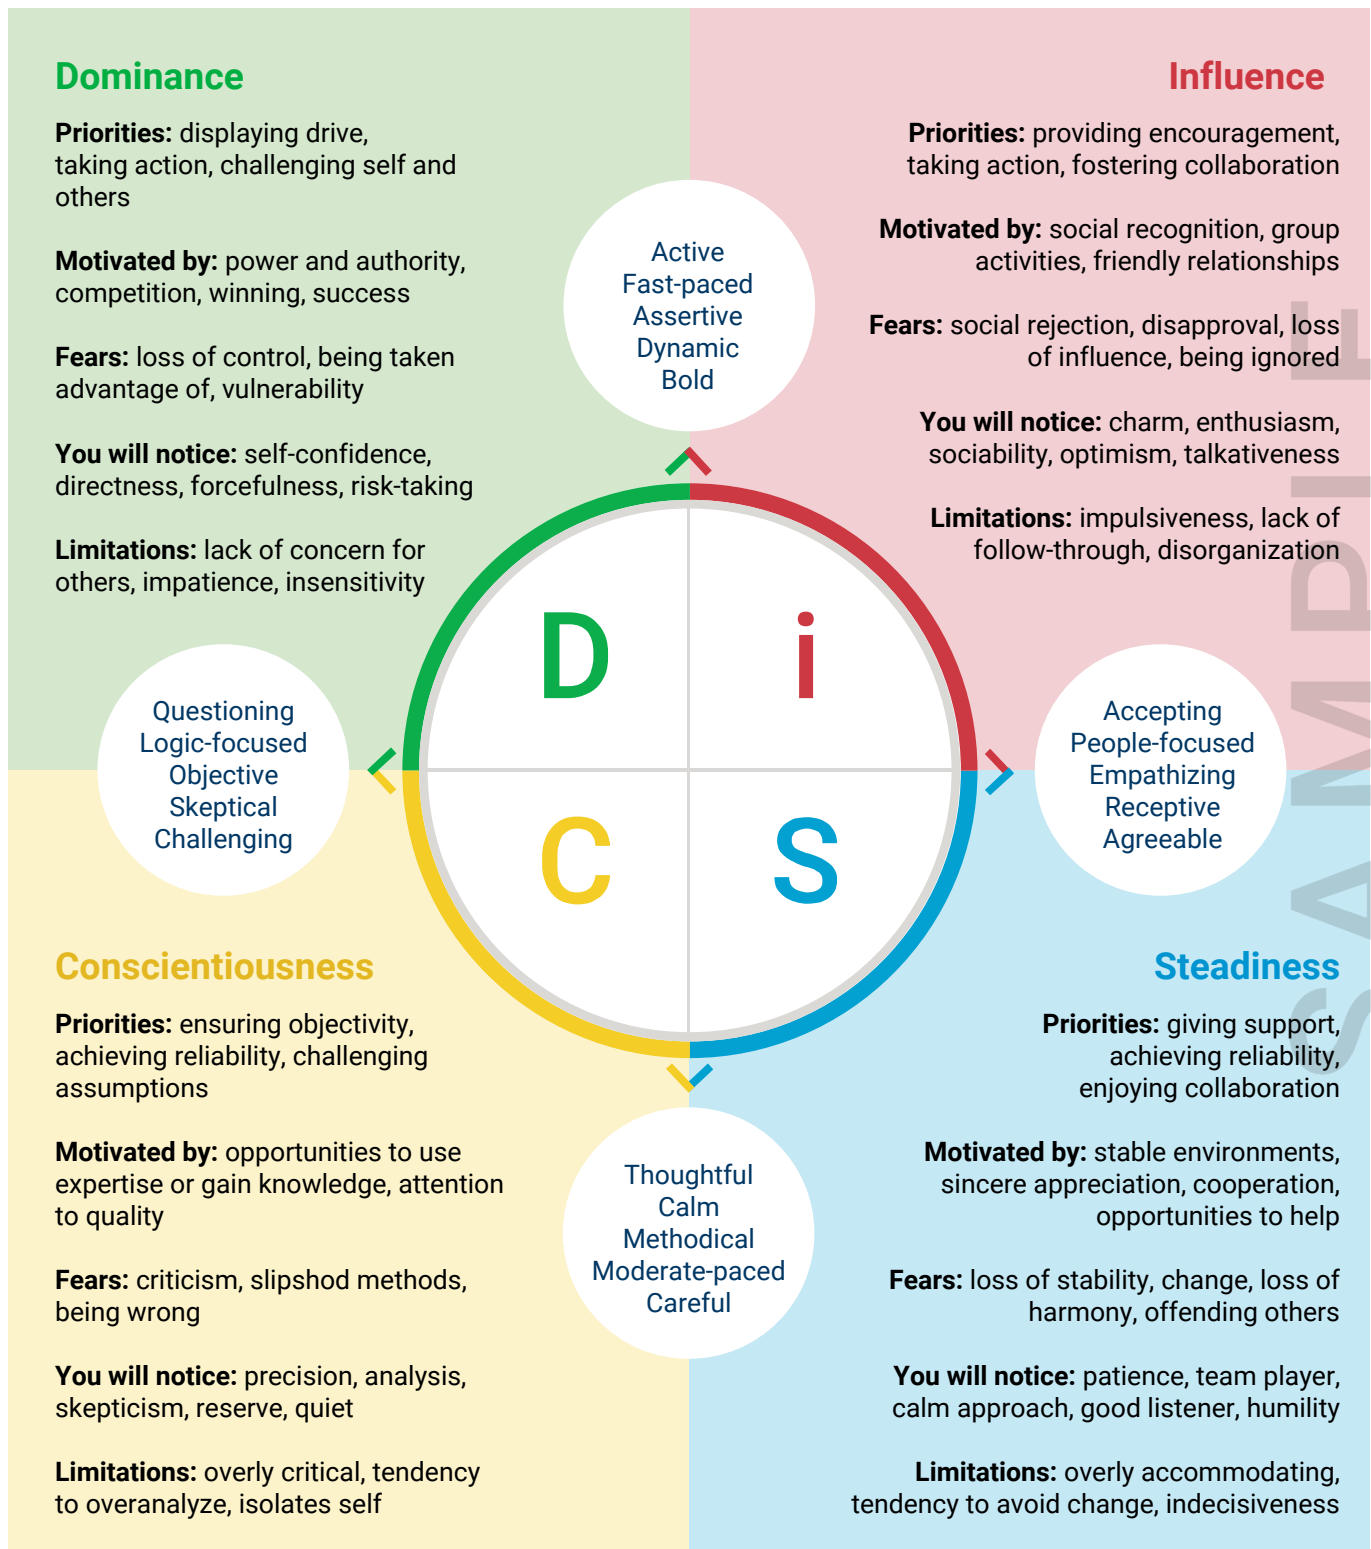 Dominance
Priorities: displaying drive,
taking action, challenging self and
others
Motivated by: power and authority,
competition, winning, success
Fears: loss of control, being taken
advantage of, vulnerability
You will notice: self-confidence,
directness, forcefulness, risk-taking
Limitations: lack of concern for
others, impatience, insensitivity
Influence
Priorities: providing encouragement,
taking action, fostering collaboration
Motivated by: social recognition, group
activities, friendly relationships
Fears: social rejection, disapproval, loss
of influence, being ignored
You will notice: charm, enthusiasm,
sociability, optimism, talkativeness
Limitations: impulsiveness, lack of
follow-through, disorganization
Active
Fast-paced
Assertive
Dynamic
Bold
Questioning
Logic-focused
Objective
Skeptical
Challenging
D
i
C
S
Accepting
People-focused
Empathizing
Receptive
Agreeable
Thoughtful
Calm
Methodical
Moderate-paced
Careful
Conscientiousness
Priorities: ensuring objectivity,
achieving reliability, challenging
assumptions
Motivated by: opportunities to use
expertise or gain knowledge, attention
to quality
Fears: criticism, slipshod methods,
being wrong
You will notice: precision, analysis,
skepticism, reserve, quiet
Limitations: overly critical, tendency
to overanalyze, isolates self
Steadiness
Priorities: giving support,
achieving reliability,
enjoying collaboration
Motivated by: stable environments,
sincere appreciation, cooperation,
opportunities to help
Fears: loss of stability, change, loss of
harmony, offending others
You will notice: patience, team player,
calm approach, good listener, humility
Limitations: overly accommodating,
tendency to avoid change, indecisiveness
SAMPLE